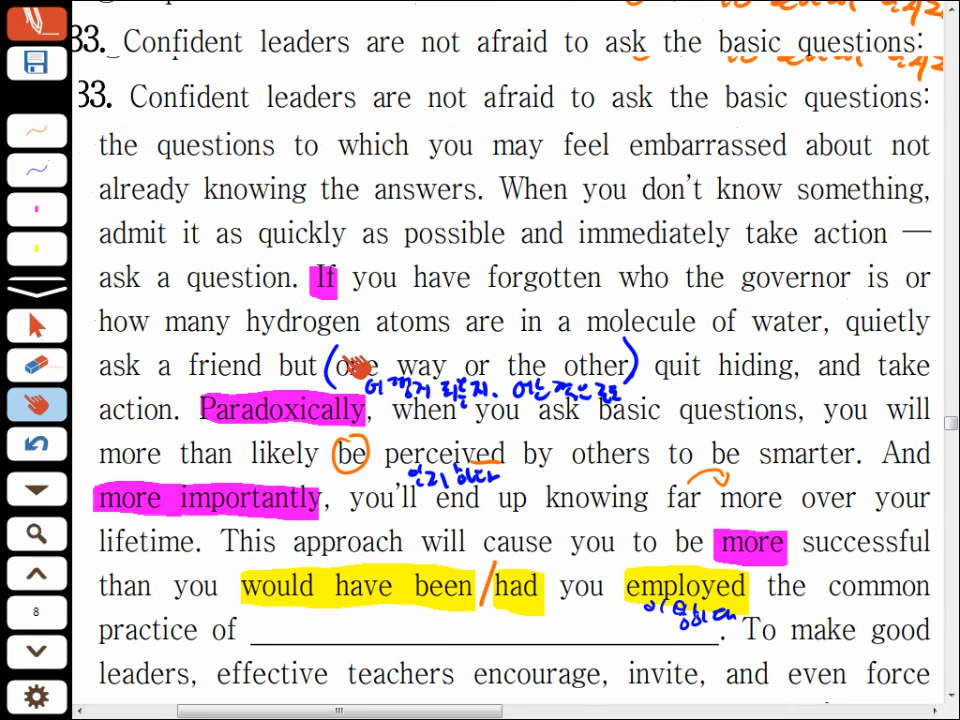 33. Confident leaders are not afraid to ask the basic questions:
33. Confident leaders are not afraid to ask the basic questions:
the questions to which you may feel embarrassed about not
already knowing the answers. When you don't know something,
admit it as quickly as possible and immediately take action —
ask a question. If you have forgotten who the governor is or
how many hydrogen atoms are in a molecule of water, quietly
ask a friend but (one way or the other) quit hiding, and take
어떻게 되든지. 어느 쪽으로든
action. Paradoxically, when you ask basic questions, you will
more than likely be perceived by others to be smarter. And
인지하다
more importantly, you'll end up knowing far more over your
lifetime. This approach will cause you to be more successful
than you would have been / had you employed the common
이용하다
practice of . To make good
leaders, effective teachers encourage, invite, and even force
8